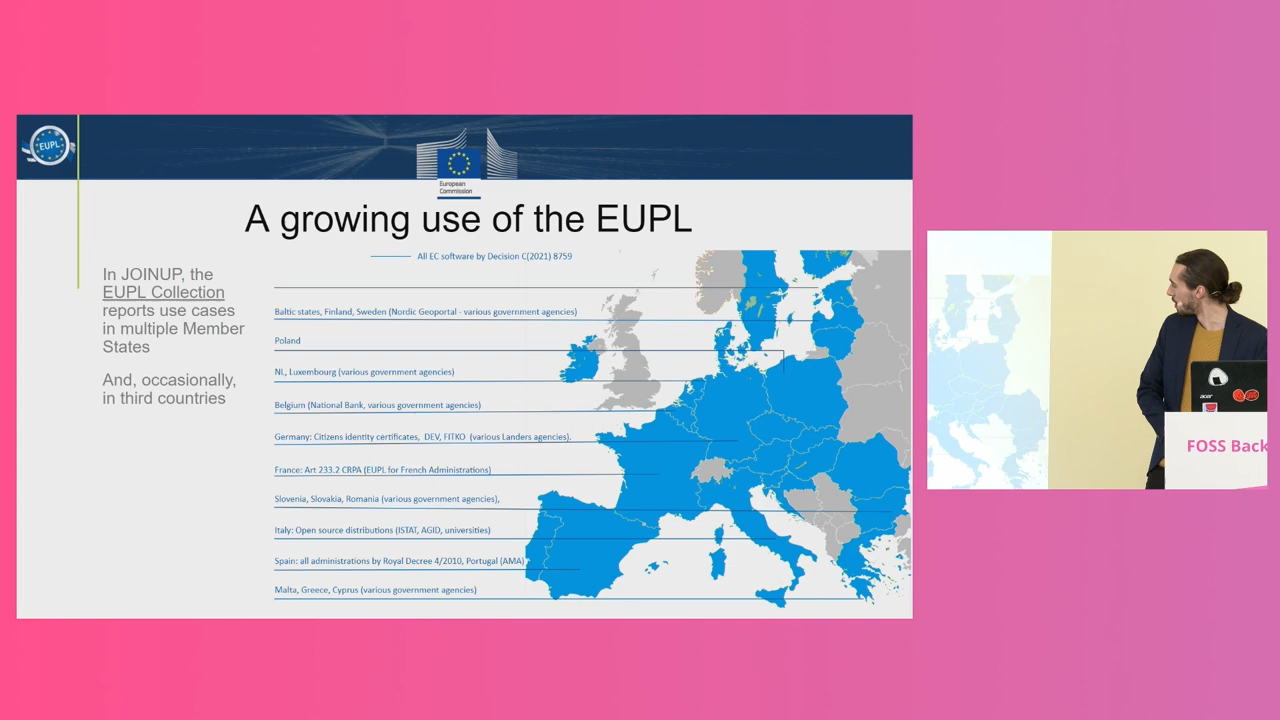 EUPL
European
Commission
A growing use of the EUPL
In JOINUP, the
EUPL Collection
reports use cases
in multiple Member
States
And, occasionally,
in third countries
All EC software by Decision C(2021) 8759
Baltic states, Finland, Sweden (Nordic Geoportal - various government agencies)
Poland
NL, Luxembourg (various government agencies)
Belgium (National Bank, various government agencies)
Germany: Citizens identity certificates, DEV, FITKO (various Landers agencies).
France: Art 233.2 CRPA (EUPL for French Administrations)
Slovenia, Slovakia, Romania (various government agencies),
Italy: Open source distributions (ISTAT, AGID, universities)
Spain: all administrations by Royal Decree 4/2010, Portugal (AMA)
Malta, Greece, Cyprus (various government agencies)
acer
FOSS Back